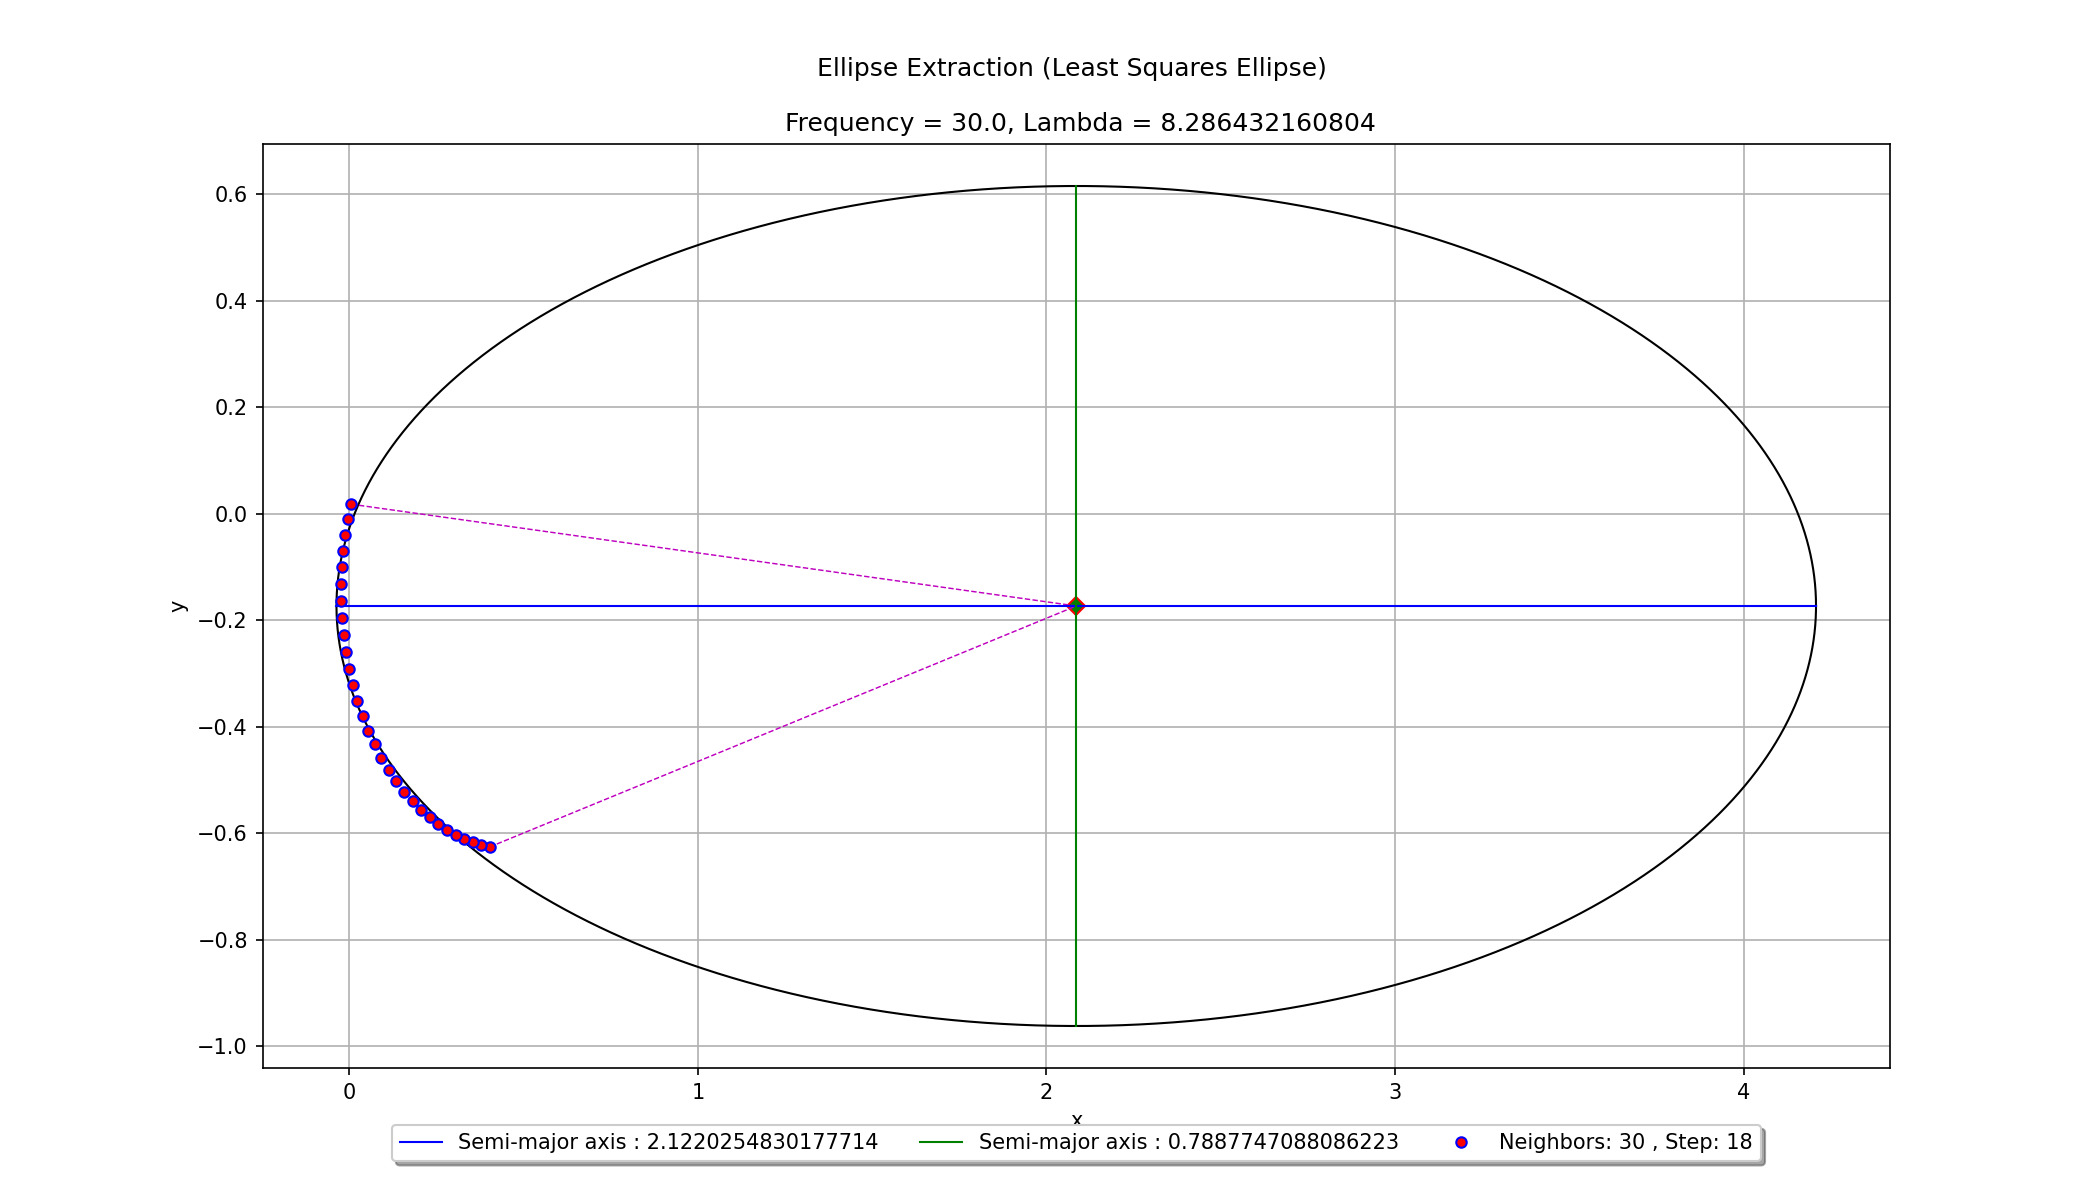 Ellipse Extraction (Least Squares Ellipse)
Frequency = 30.0, Lambda = 8.286432160804
0.6
0.4
0.2
0.0
−0.2
−0.4
−0.6
−0.8
−1.0
y
0 1 2 3 4
x
Semi-major axis : 2.1220254830177714 Semi-major axis : 0.7887747088086223 Neighbors: 30 , Step: 18